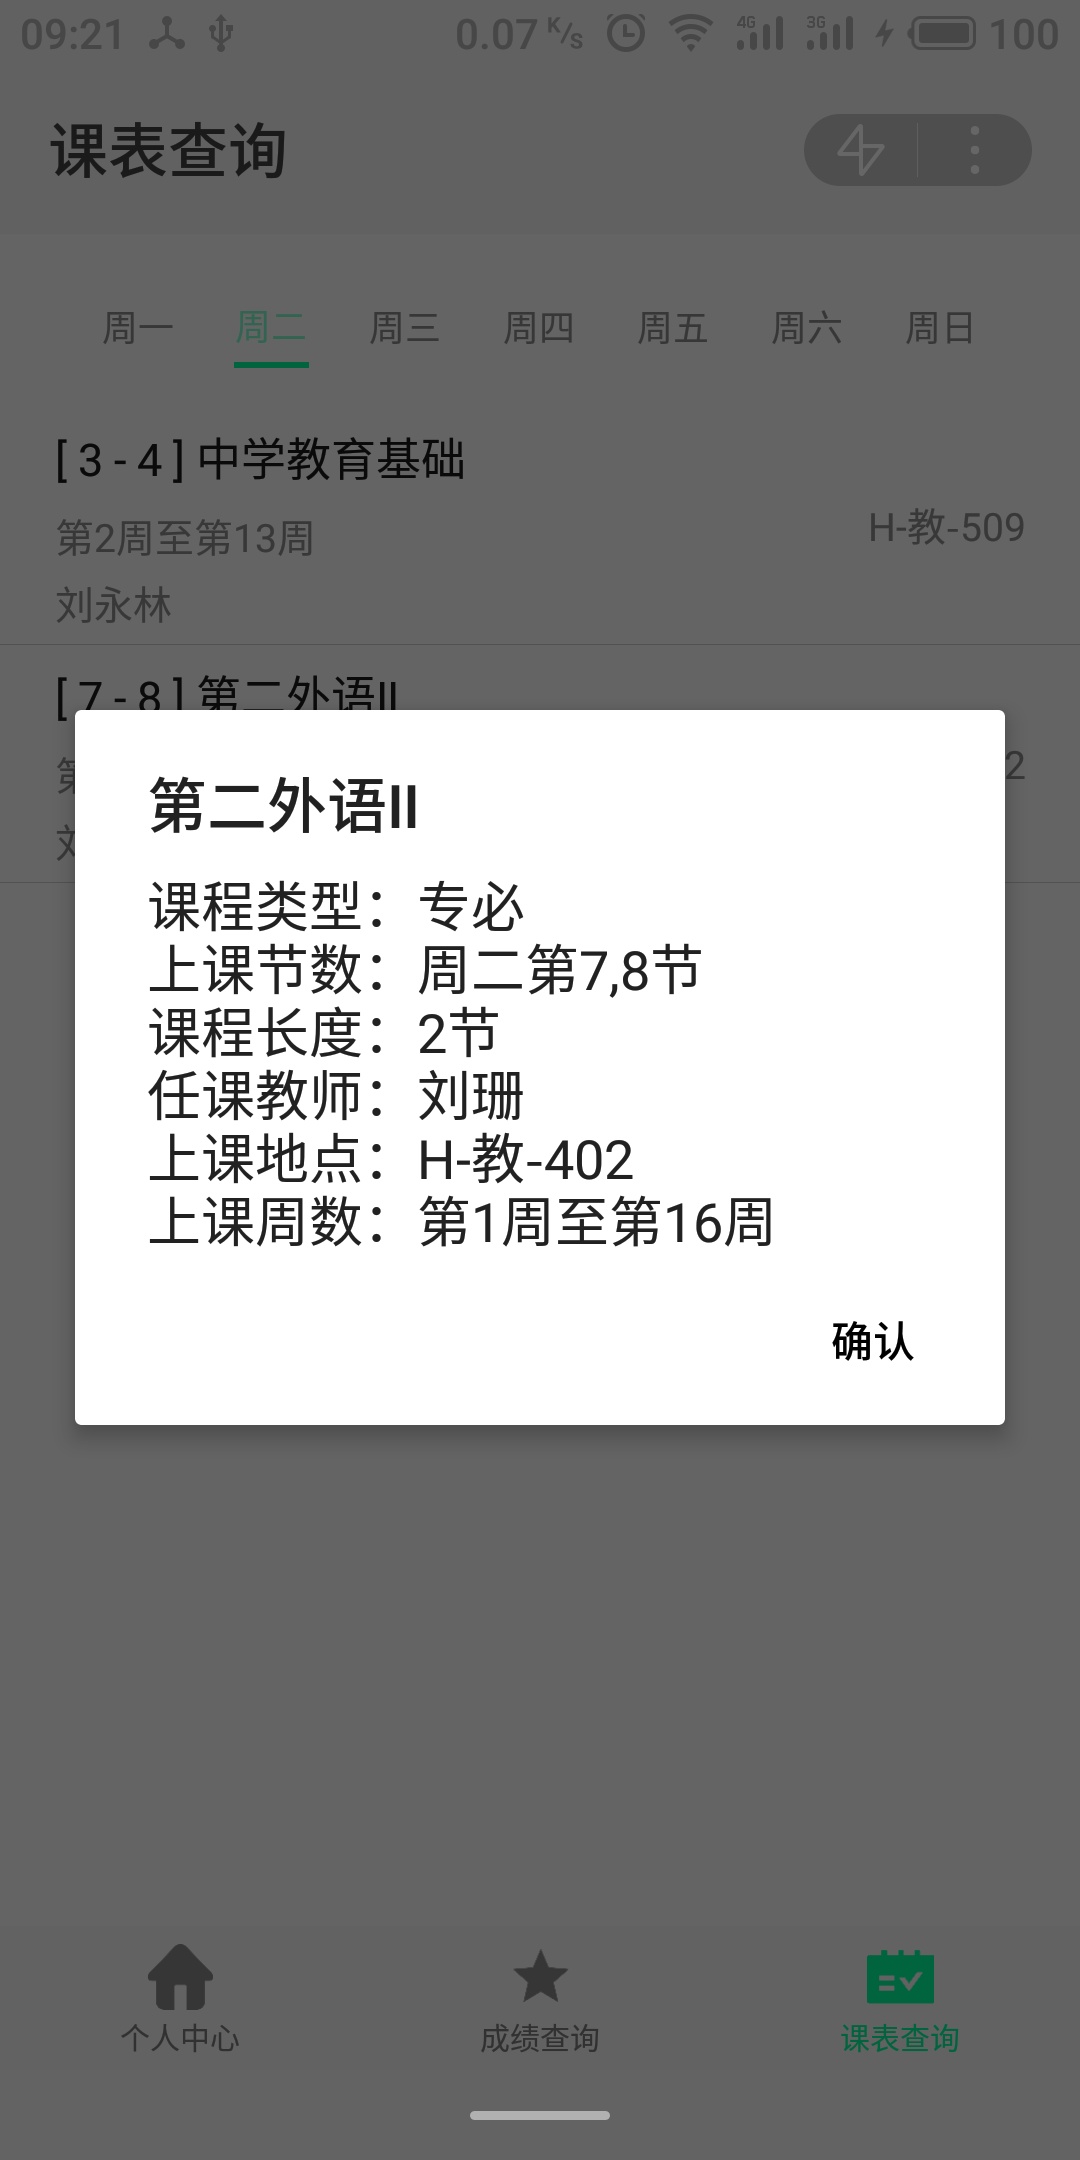 09:21 0.07 K/s 4G 3G 100
课表查询
周一 周二 周三 周四 周五 周六 周日
[ 3 - 4 ] 中学教育基础
第2周至第13周
H-教-509
刘永林
[ 7 - 8 ] 第二外语II
第
2
刘
第二外语II
课程类型：专必
上课节数：周二第7,8节
课程长度：2节
任课教师：刘珊
上课地点：H-教-402
上课周数：第1周至第16周
确认
个人中心 成绩查询 课表查询